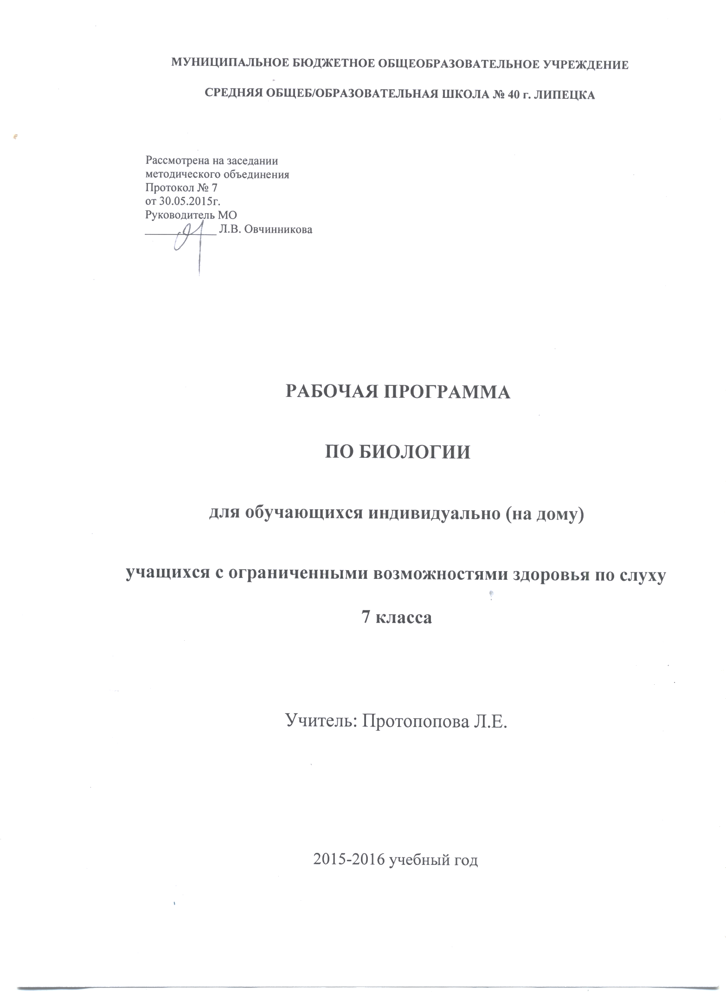 МУНИЦИПАЛЬНОЕ БЮДЖЕТНОЕ ОБЩЕОБРАЗОВАТЕЛЬНОЕ УЧРЕЖДЕНИЕ
СРЕДНЯЯ ОБЩЕБ/ОБРАЗОВАТЕЛЬНАЯ ШКОЛА № 40 г. ЛИПЕЦКА
Рассмотрена на заседании
методического объединения
Протокол № 7
от 30.05.2015г.
Руководитель МО
____________ Л.В. Овчинникова
РАБОЧАЯ ПРОГРАММА
ПО БИОЛОГИИ
для обучающихся индивидуально (на дому)
учащихся с ограниченными возможностями здоровья по слуху
7 класса
Учитель: Протопопова Л.Е.
2015-2016 учебный год